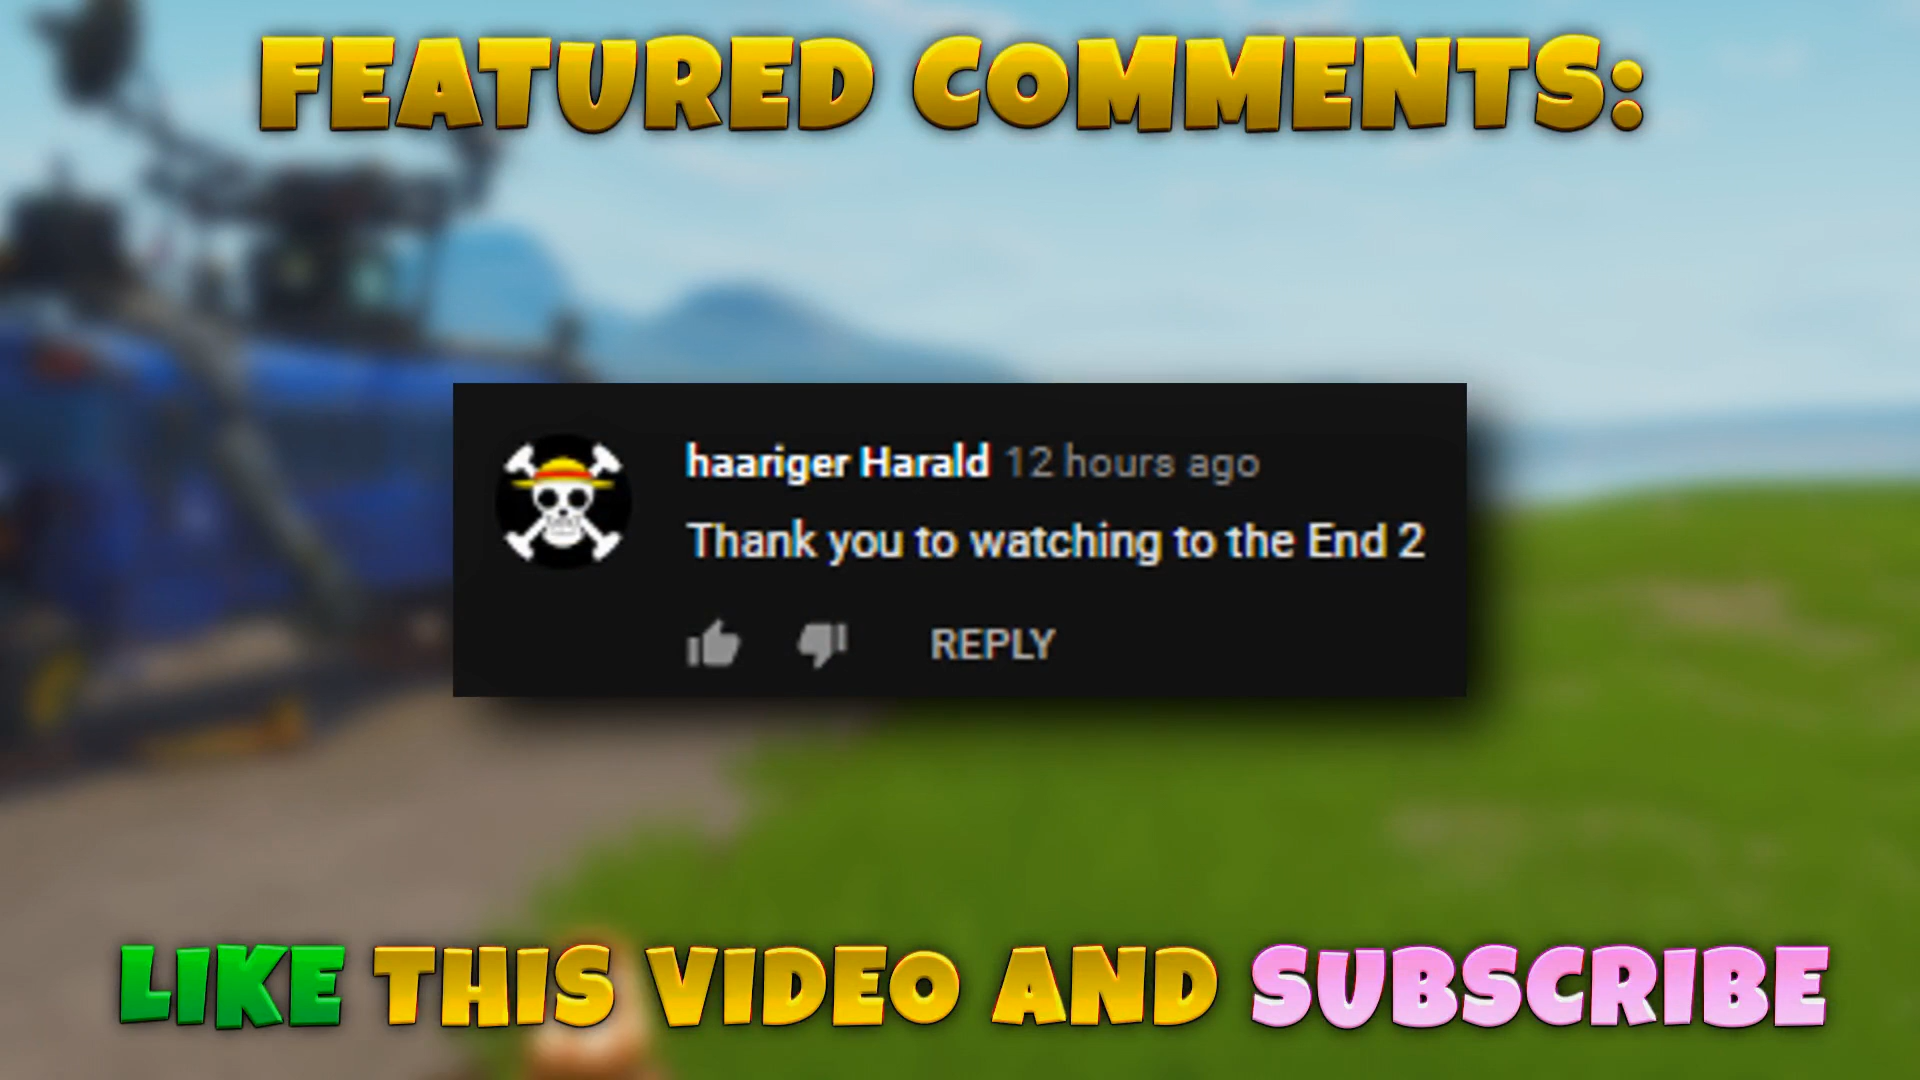 FEATURED COMMENTS:
haariger Harald 12 hours ago
Thank you to watching to the End 2
REPLY
LIKE THIS VIDEO AND SUBSCRIBE